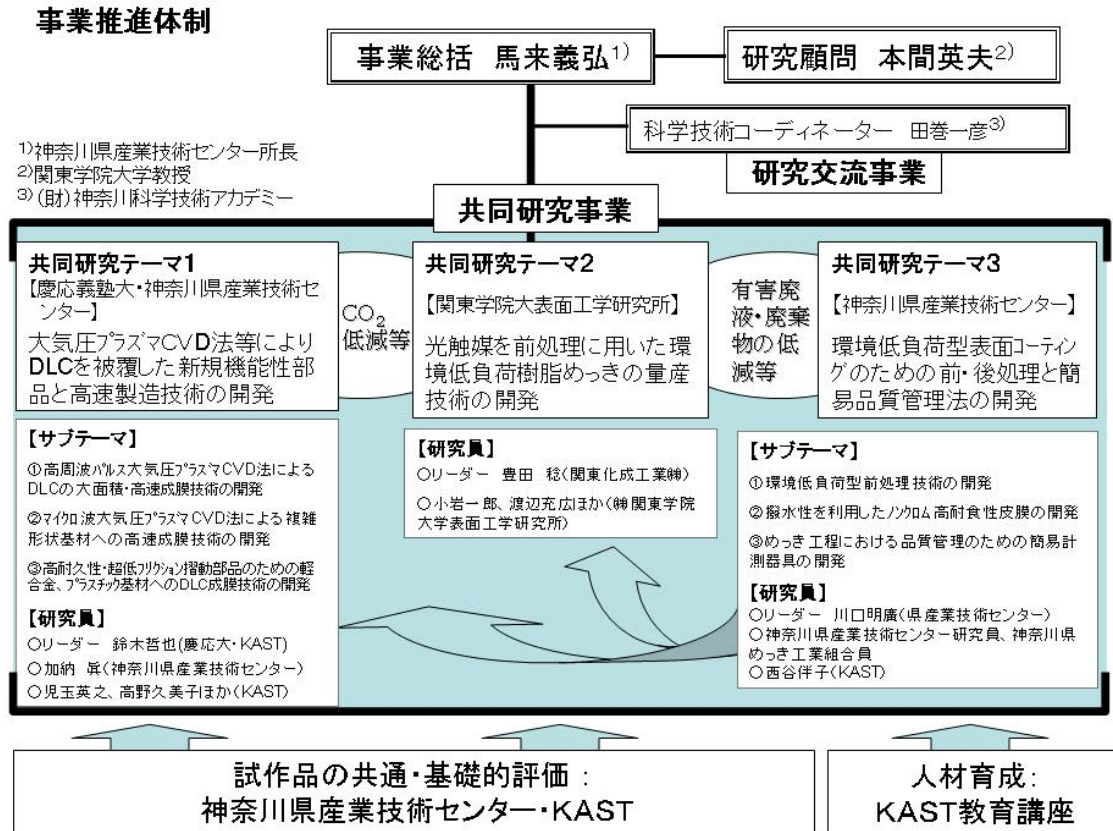 事業推進体制
事業総括 馬来義弘1)
研究顧問 本間英夫2)
科学技術コーディネーター 田巻一彦3)
研究交流事業
1)神奈川県産業技術センター所長
2)関東学院大学教授
3)(財)神奈川科学技術アカデミー
共同研究事業
共同研究テーマ1
【慶応義塾大・神奈川県産業技術セ
ンター】
大気圧プラズマCVD法等により
DLCを被覆した新規機能性部
品と高速製造技術の開発
CO2
低減等
共同研究テーマ2
【関東学院大表面工学研究所】
光触媒を前処理に用いた環
境低負荷樹脂めっきの量産
技術の開発
有害廃
液・廃棄
物の低
減等
共同研究テーマ3
【神奈川県産業技術センター】
環境低負荷型表面コーティン
グのための前・後処理と簡
易品質管理法の開発
【サブテーマ】
①高周波パルス大気圧プラズマCVD法による
DLCの大面積・高速成膜技術の開発
②マイクロ波大気圧プラズマCVD法による複雑
形状基材への高速成膜技術の開発
③高耐久性・超低フリクション摺動部品のための軽
合金、プラスチック基材へのDLC成膜技術の開発
【研究員】
○リーダー 鈴木哲也(慶応大・KAST)
○加納 眞(神奈川県産業技術センター)
○児玉英之、高野久美子ほか(KAST)
【研究員】
○リーダー 豊田 稔(関東化成工業㈱)
○小岩一郎、渡辺充広ほか(㈱関東学院
大学表面工学研究所)
【サブテーマ】
①環境低負荷型前処理技術の開発
②撥水性を利用したノンクロム高耐食性皮膜の開発
③めっき工程における品質管理のための簡易計
測器具の開発
【研究員】
○リーダー 川口明廣(県産業技術センター)
○神奈川県産業技術センター研究員、神奈川県
めっき工業組合員
○西谷伴子(KAST)
試作品の共通・基礎的評価：
神奈川県産業技術センター・KAST
人材育成:
KAST教育講座